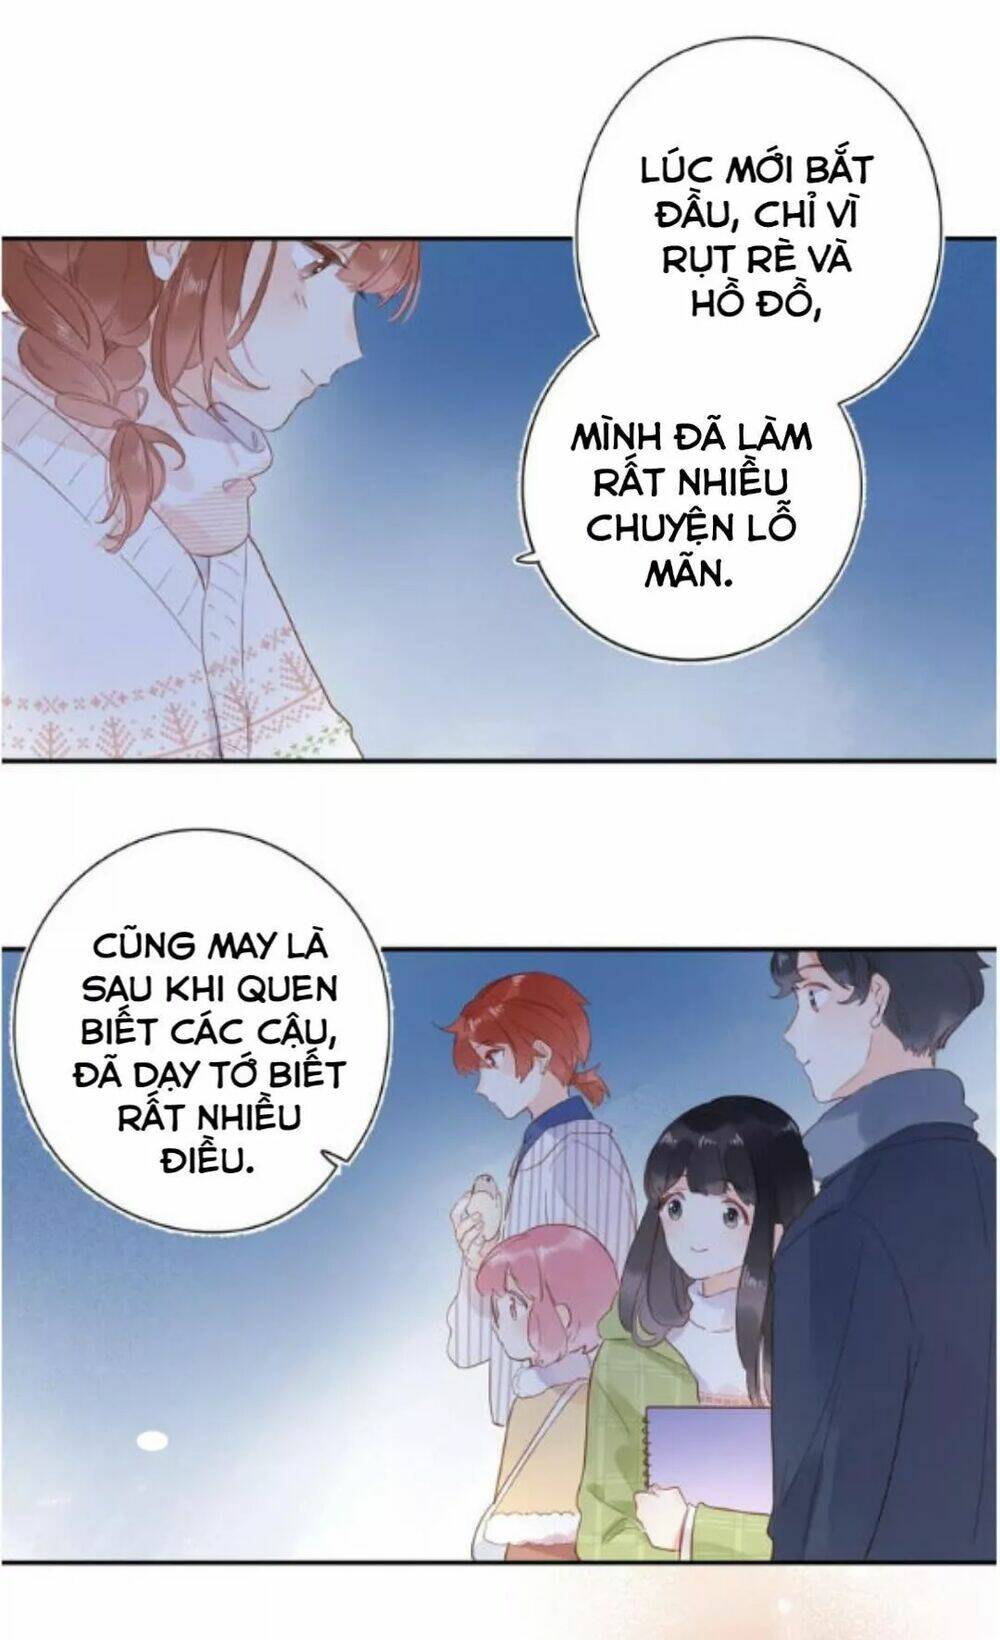 LÚC MỚI BẮT
ĐẦU, CHỈ VÌ
RỤT RÈ VÀ
HỒ ĐỒ,
MÌNH ĐÃ LÀM
RẤT NHIỀU
CHUYỆN LỖ
MÃN.
CŨNG MAY LÀ
SAU KHI QUEN
BIẾT CÁC CẬU,
ĐÃ DẠY TỚ BIẾT
RẤT NHIỀU
ĐIỀU.